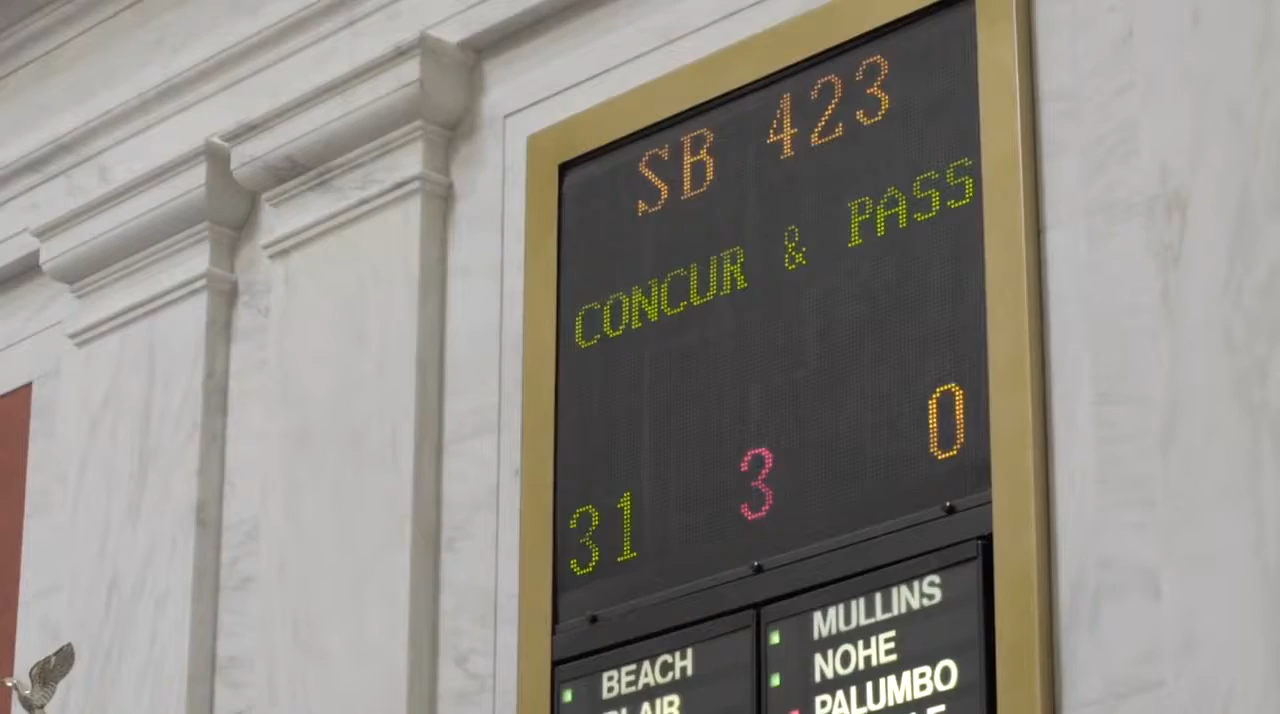 SB 423
CONCUR & PASS
31 3 0
BEACH
MULLINS
NOHE
PALUMBO